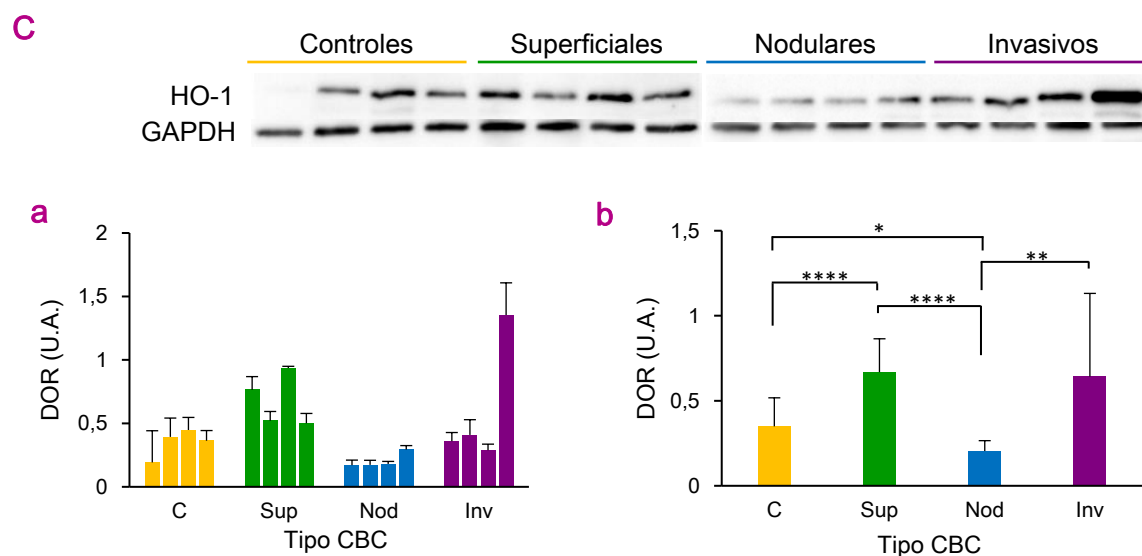 C
Controles Superficiales Nodulares Invasivos
HO-1
GAPDH
a
2
1,5
1
0,5
0
DOR (U.A.)
C Sup Nod Inv
Tipo CBC
b
1,5
1
0,5
0
DOR (U.A.)
*
**
**** ****
C Sup Nod Inv
Tipo CBC